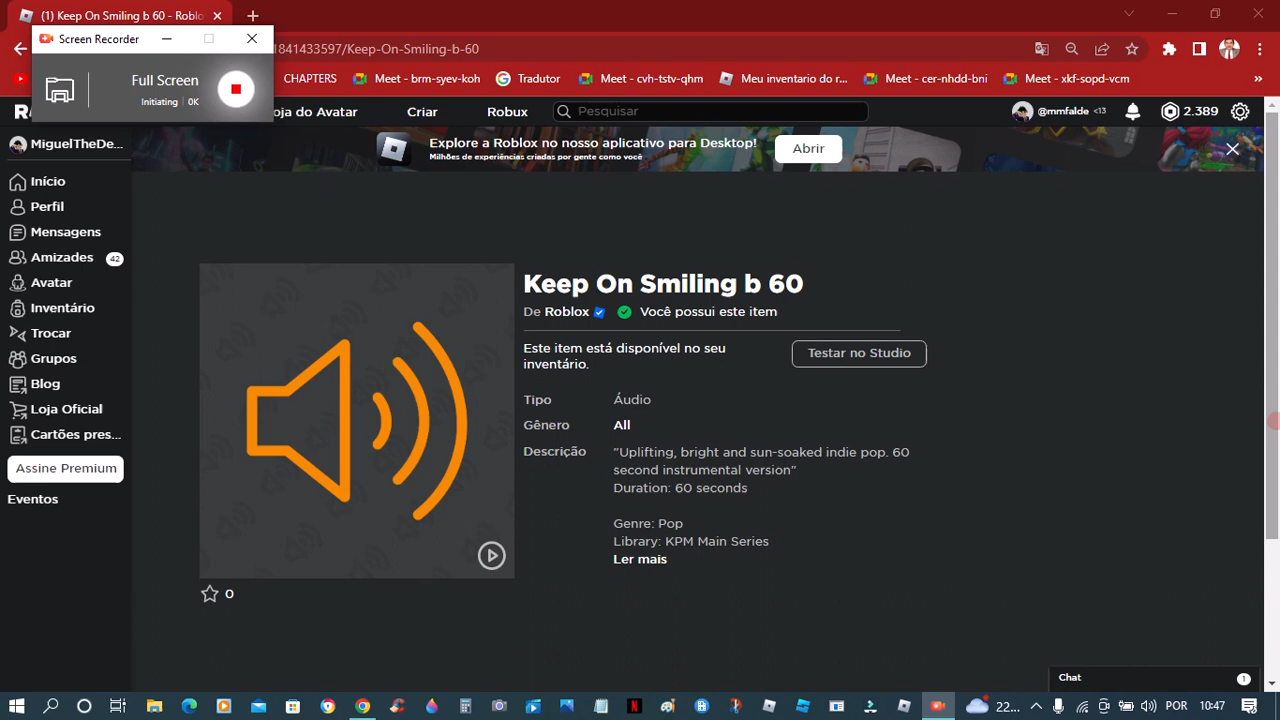 (1) Keep On Smiling b 60 - Roblo
Screen Recorder
1841433597/Keep-On-Smiling-b-60
Full Screen
Initiating | 0K
CHAPTERS
Meet - brm-syev-koh
Tradutor
Meet - cvh-tstv-qhm
Meu inventario do r...
Meet - cer-nhdd-bni
Meet - xkf-sopd-vcm
»
oja do Avatar
Criar
Robux
Pesquisar
@mmfalde <13
2.389
MiguelTheDe...
Explore a Roblox no nosso aplicativo para Desktop!
Milhões de experiências criadas por gente como você
Abrir
Início
Perfil
Mensagens
Amizades
42
Avatar
Inventário
Trocar
Grupos
Blog
Loja Oficial
Cartões pres...
Assine Premium
Eventos
Keep On Smiling b 60
De Roblox Você possui este item
Este item está disponível no seu
inventário.
Testar no Studio
Tipo Áudio
Gênero All
Descrição "Uplifting, bright and sun-soaked indie pop. 60
second instrumental version"
Duration: 60 seconds
Genre: Pop
Library: KPM Main Series
Ler mais
0
Chat
1
22...
POR
10:47